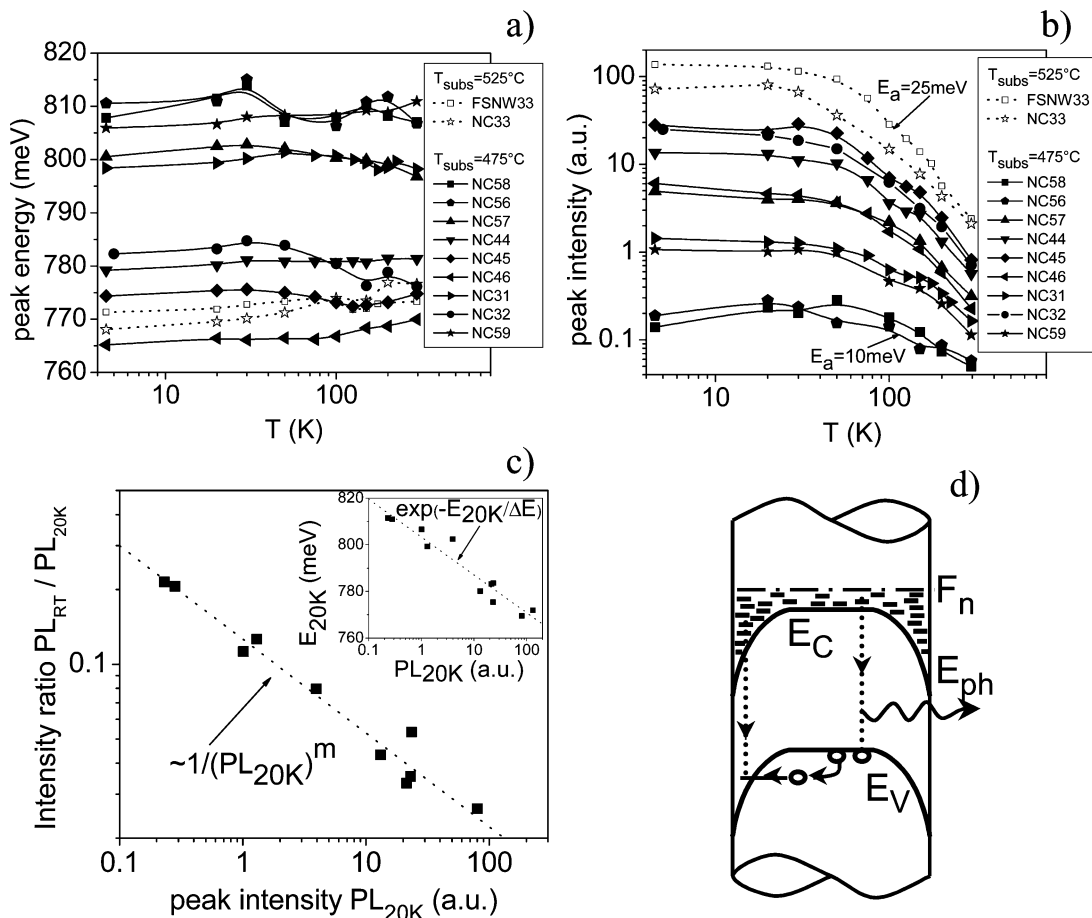 a)
820
810
800
790
780
770
760
peak energy (meV)
10
100
T (K)
T_subs=525°C
FSNW33
NC33
T_subs=475°C
NC58
NC56
NC57
NC44
NC45
NC46
NC31
NC32
NC59
b)
100
10
1
0.1
peak intensity (a.u.)
10
100
T (K)
E_a=25meV
E_a=10meV
T_subs=525°C
FSNW33
NC33
T_subs=475°C
NC58
NC56
NC57
NC44
NC45
NC46
NC31
NC32
NC59
c)
Intensity ratio PL_RT / PL_20K
0.1
0.1
1
10
100
peak intensity PL_20K (a.u.)
~1/(PL_20K)^m
820
800
780
760
E_20K (meV)
exp(-E_20K/ΔE)
0.1
1
10
100
PL_20K (a.u.)
d)
F_n
E_C
E_ph
E_V